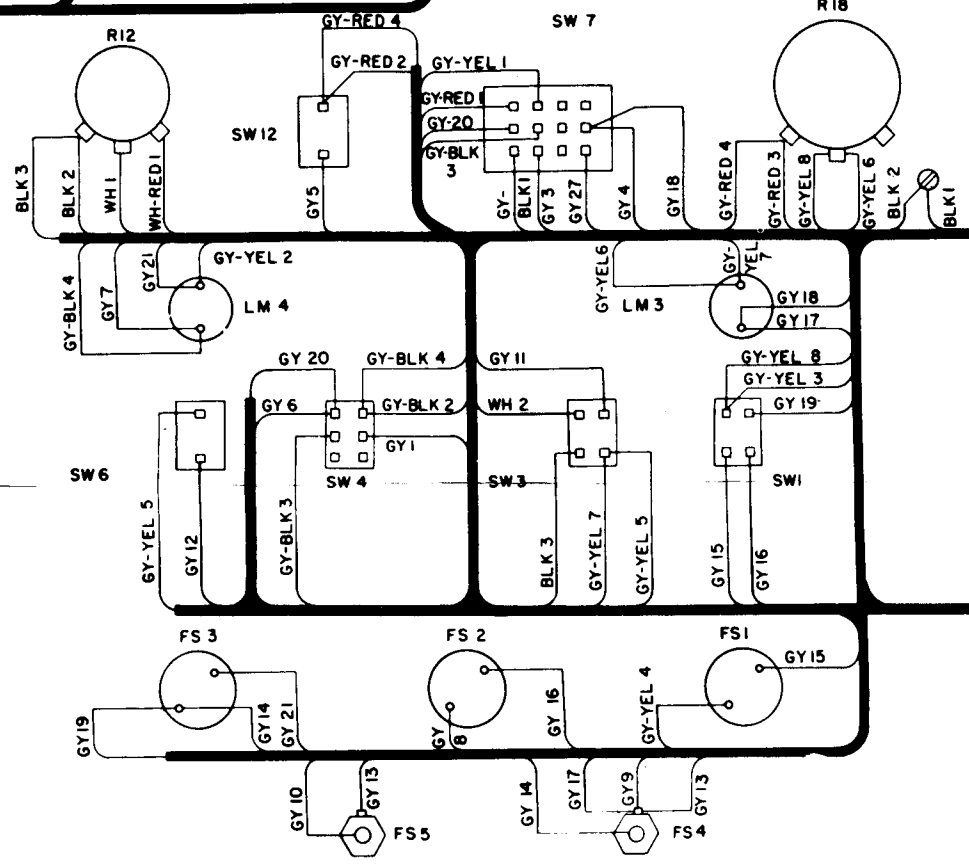 R18
SW 7
GY-RED 4
R12
GY-RED 2
GY-YEL 1
GY-RED 1
GY-20
SW 12
GY-BLK
3
BLK 3
BLK 2
WH 1
WH-RED 1
GY 5
GY-
BLK 1
GY 3
GY 27
GY 4
GY 18
GY-RED 4
GY-RED 3
GY-YEL 8
GY-YEL 6
BLK 2
BLK 1
GY-BLK 4
GY 7
GY 21
GY-YEL 2
LM 4
GY-YEL 6
LM 3
GY-
YEL
7
GY 18
GY 17
GY 20
GY-BLK 4
GY 11
GY-YEL 8
GY-YEL 3
GY 6
GY-BLK 2
WH 2
GY 19
GY 1
SW 6
SW 4
SW 3
SW1
GY-YEL 5
GY 12
GY-BLK 3
BLK 3
GY-YEL 7
GY-YEL 5
GY 15
GY 16
FS 3
FS 2
FS1
GY 15
GY 19
GY 14
GY 21
GY
8
GY 16
GY-YEL 4
GY 10
GY 13
GY 14
GY 17
GY 9
GY 13
FS 5
FS 4